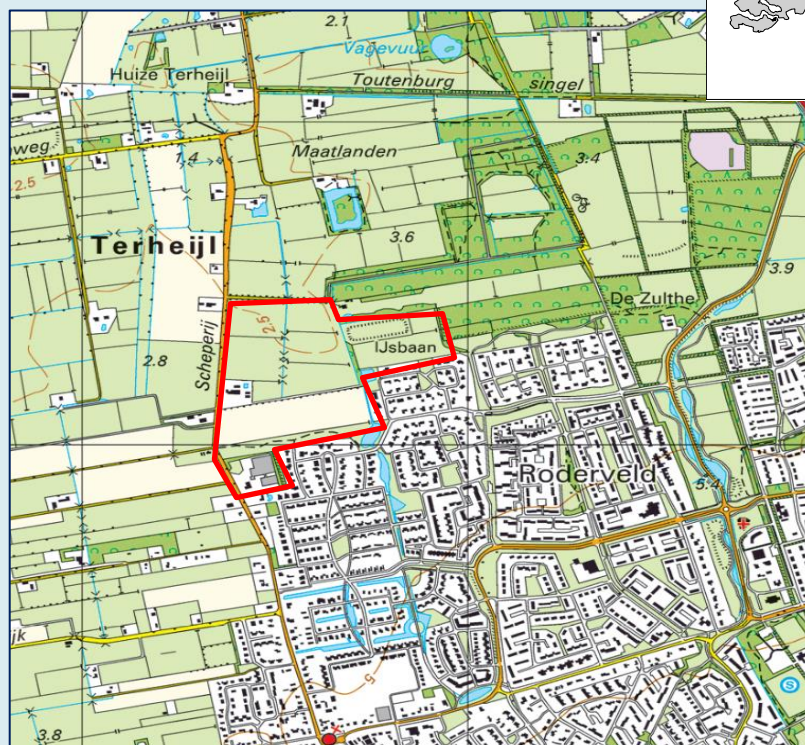 2.1
Vagevuur
Huize Terheijl
Toutenburg singel
weg.
1.4
Maatlanden
3.4
2.5
3.6
Terheijl
3.9
De Zulthe
2.5
IJsbaan
2.8
Scheperij
Roderveld
5.4
jk
5
S
3.8